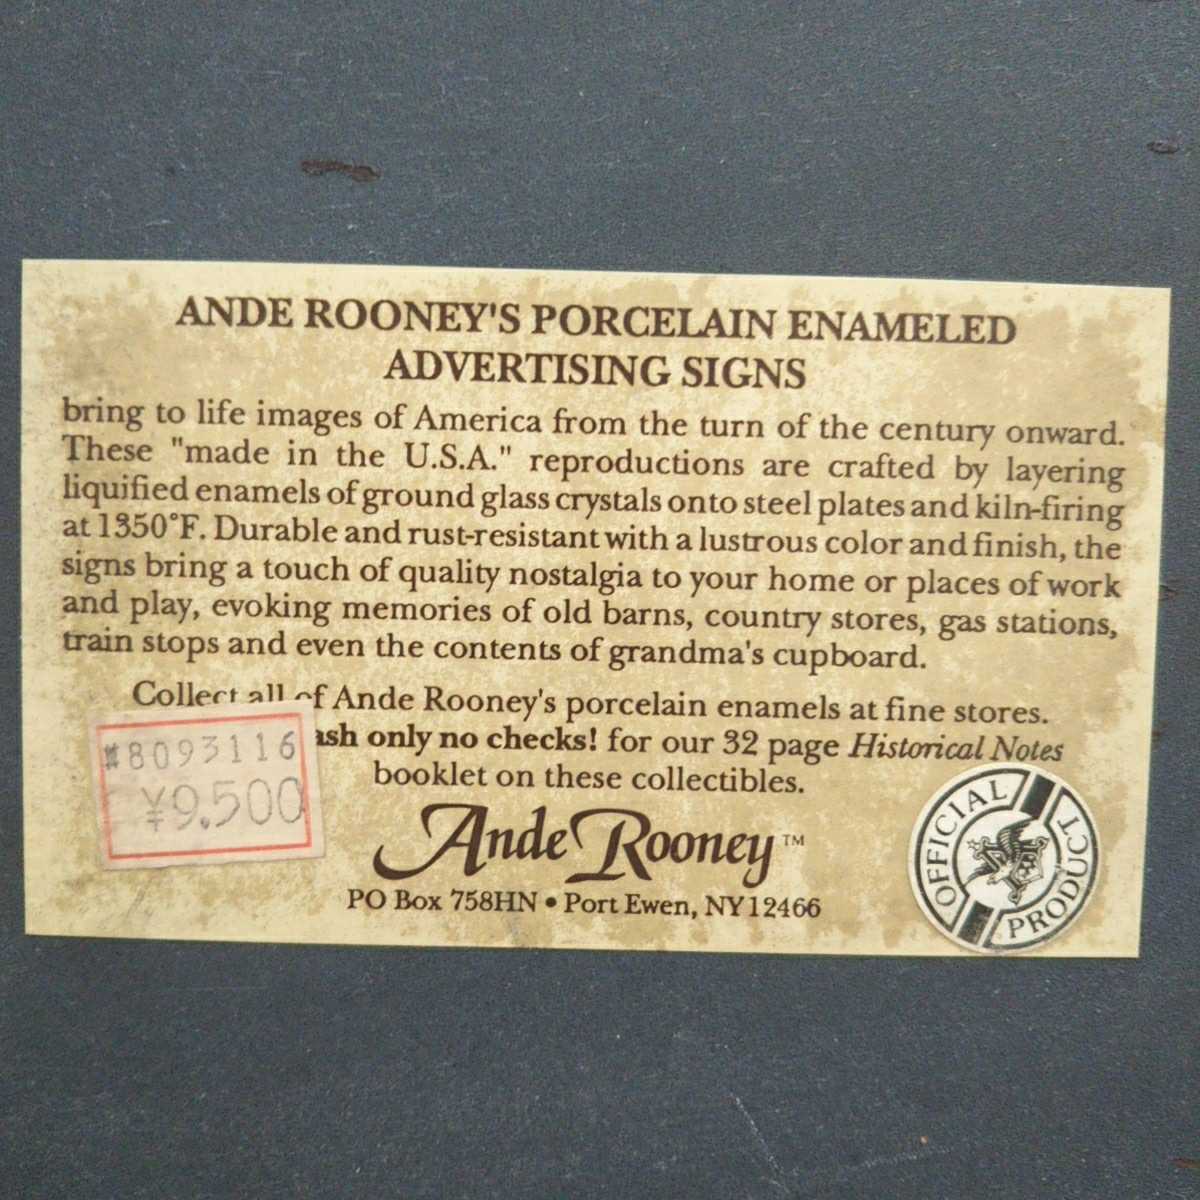 ANDE ROONEY'S PORCELAIN ENAMELED
ADVERTISING SIGNS
bring to life images of America from the turn of the century onward.
These "made in the U.S.A." reproductions are crafted by layering
liquified enamels of ground glass crystals onto steel plates and kiln-firing
at 1350°F. Durable and rust-resistant with a lustrous color and finish, the
signs bring a touch of quality nostalgia to your home or places of work
and play, evoking memories of old barns, country stores, gas stations,
train stops and even the contents of grandma's cupboard.
Collect all of Ande Rooney's porcelain enamels at fine stores.
ash only no checks! for our 32 page Historical Notes
booklet on these collectibles.
#8093116
¥9.500
Ande Rooney™
PO Box 758HN • Port Ewen, NY 12466
OFFICIAL
PRODUCT